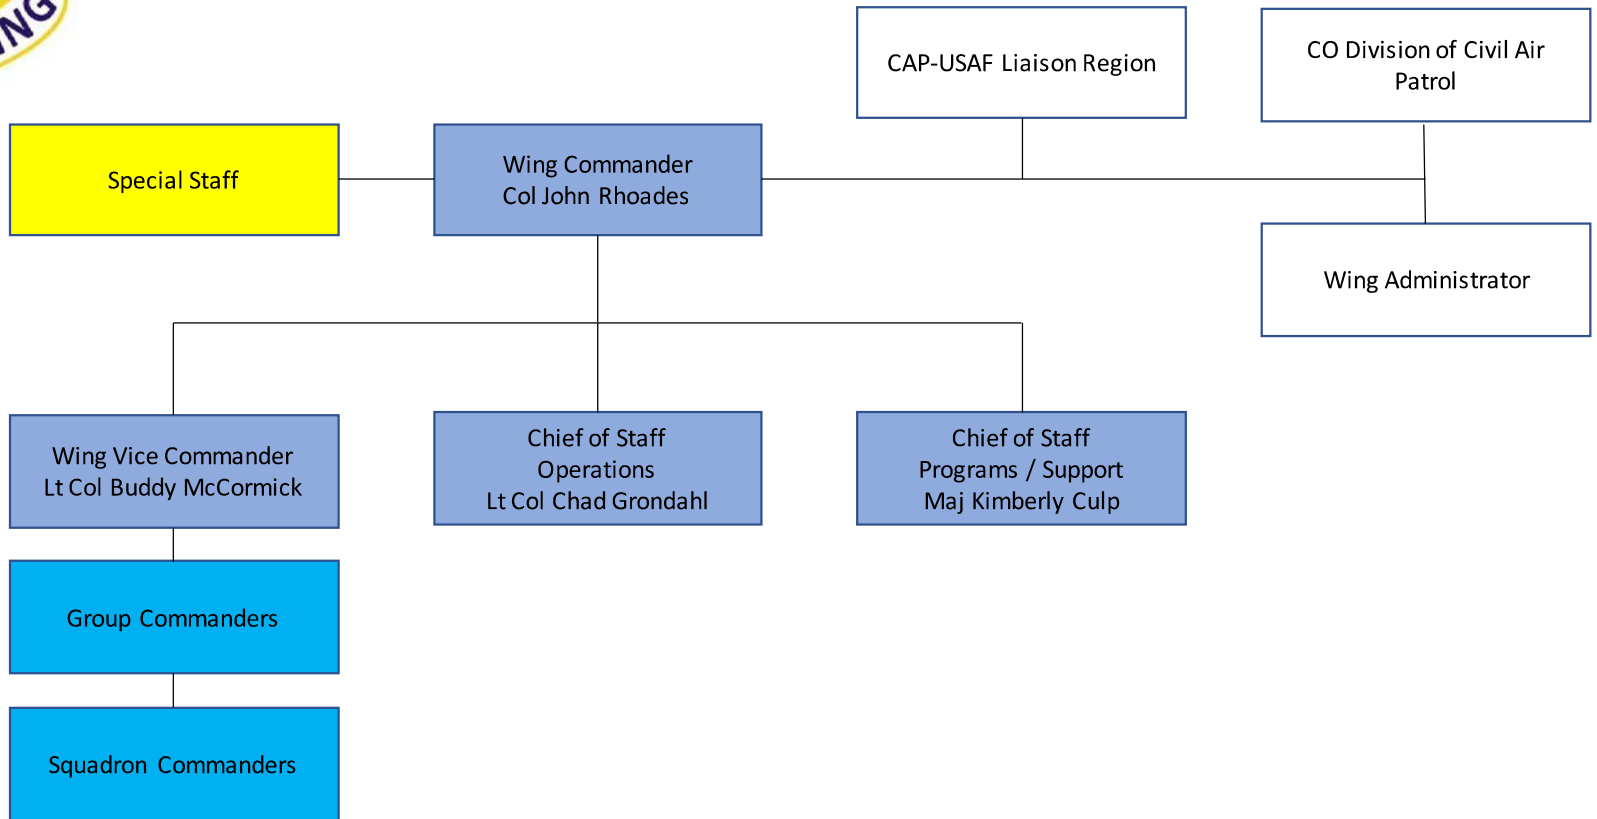 NG
CAP-USAF Liaison Region
CO Division of Civil Air
Patrol
Special Staff
Wing Commander
Col John Rhoades
Wing Administrator
Wing Vice Commander
Lt Col Buddy McCormick
Chief of Staff
Operations
Lt Col Chad Grondahl
Chief of Staff
Programs / Support
Maj Kimberly Culp
Group Commanders
Squadron Commanders